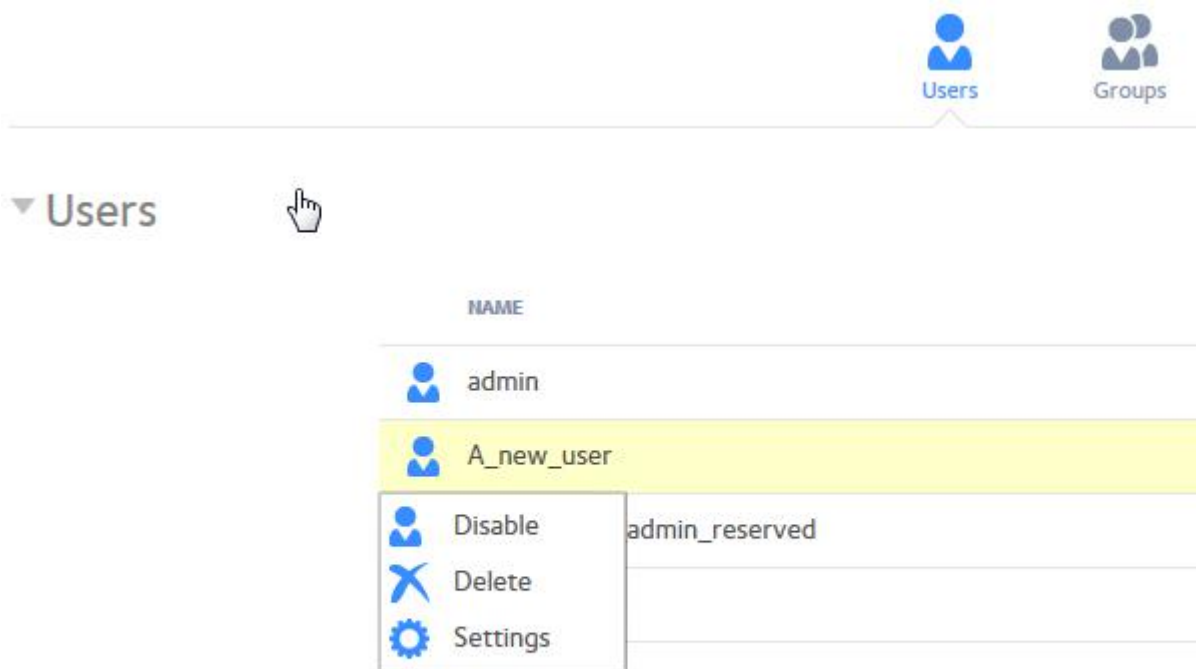 Users
Groups
Users
NAME
admin
A_new_user
admin_reserved
Disable
Delete
Settings